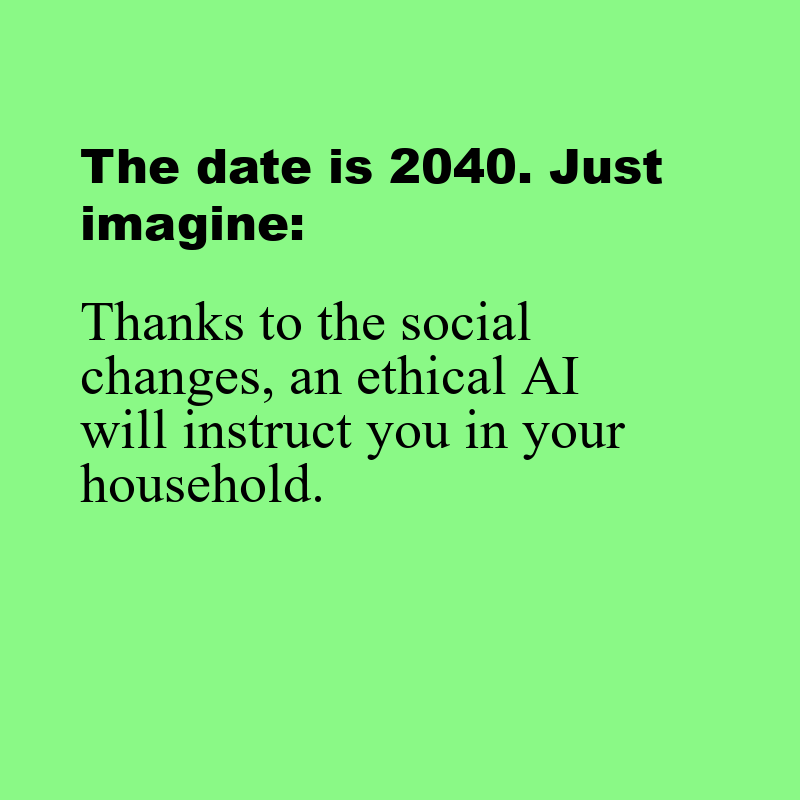 The date is 2040. Just
imagine:
Thanks to the social
changes, an ethical AI
will instruct you in your
household.